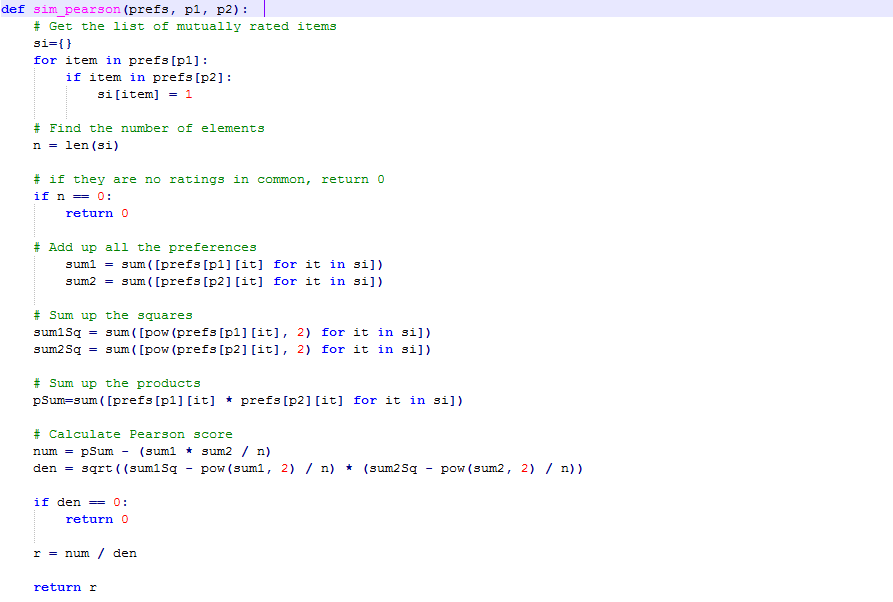 def sim_pearson(prefs, p1, p2):
    # Get the list of mutually rated items
    si={}
    for item in prefs[p1]:
        if item in prefs[p2]:
            si[item] = 1

    # Find the number of elements
    n = len(si)

    # if they are no ratings in common, return 0
    if n == 0:
        return 0

    # Add up all the preferences
        sum1 = sum([prefs[p1][it] for it in si])
        sum2 = sum([prefs[p2][it] for it in si])

    # Sum up the squares
    sum1Sq = sum([pow(prefs[p1][it], 2) for it in si])
    sum2Sq = sum([pow(prefs[p2][it], 2) for it in si])

    # Sum up the products
    pSum=sum([prefs[p1][it] * prefs[p2][it] for it in si])

    # Calculate Pearson score
    num = pSum - (sum1 * sum2 / n)
    den = sqrt((sum1Sq - pow(sum1, 2) / n) * (sum2Sq - pow(sum2, 2) / n))

    if den == 0:
        return 0

    r = num / den

    return r